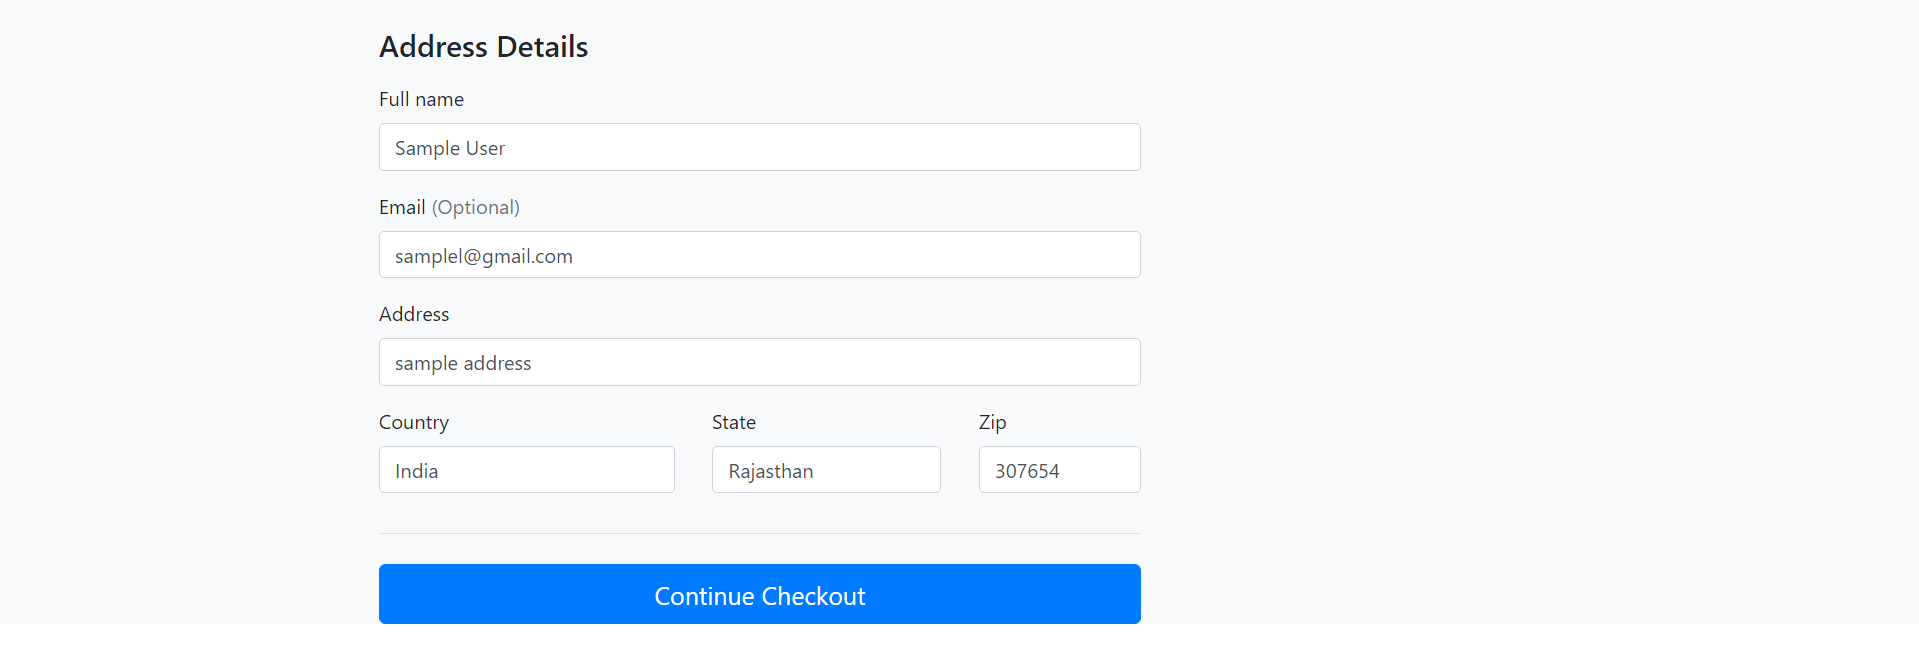 Address Details
Full name
Sample User
Email (Optional)
samplel@gmail.com
Address
sample address
Country State Zip
India Rajasthan 307654
Continue Checkout